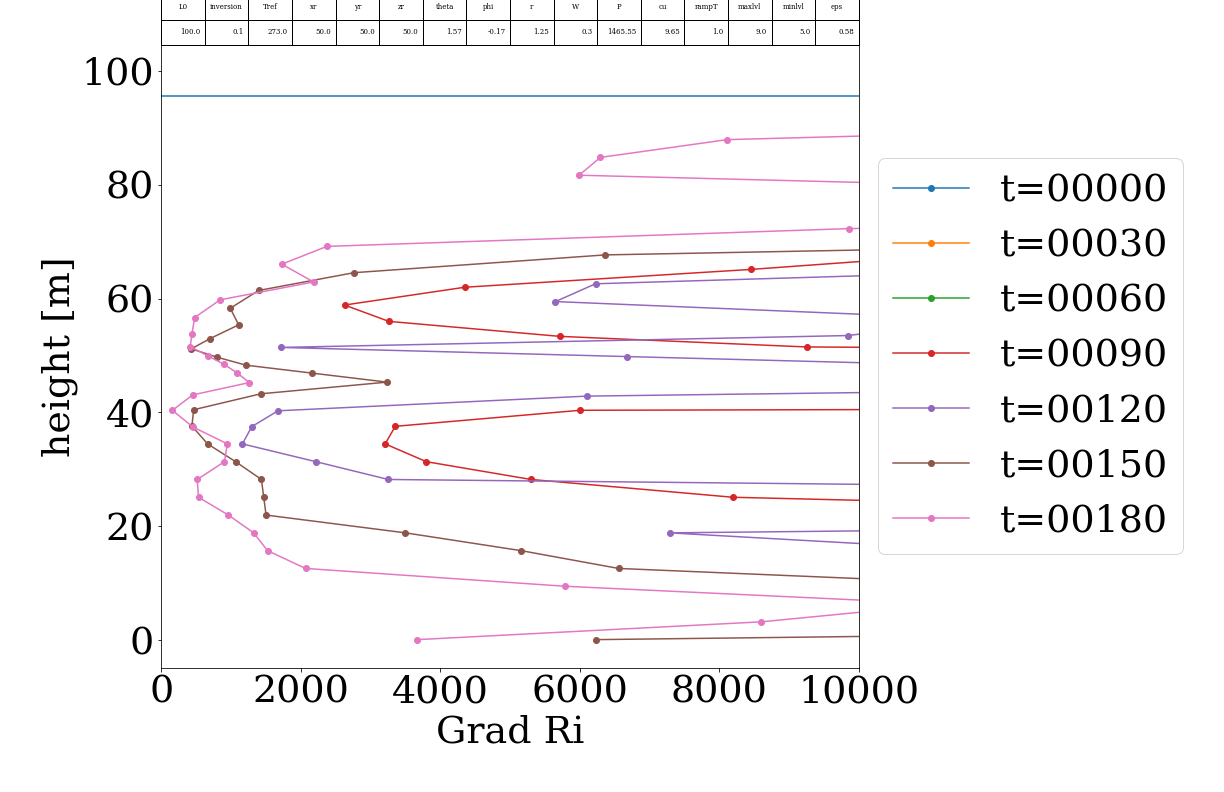 L0 inversion Tref xr yr zr theta phi r W P cu rampT maxlvl minlvl eps
100.0 0.1 273.0 50.0 50.0 50.0 1.57 -0.17 1.25 0.3 1465.55 9.65 1.0 9.0 5.0 0.58
100
80
60
40
20
0
height [m]
0 2000 4000 6000 8000 10000
Grad Ri
t=00000
t=00030
t=00060
t=00090
t=00120
t=00150
t=00180